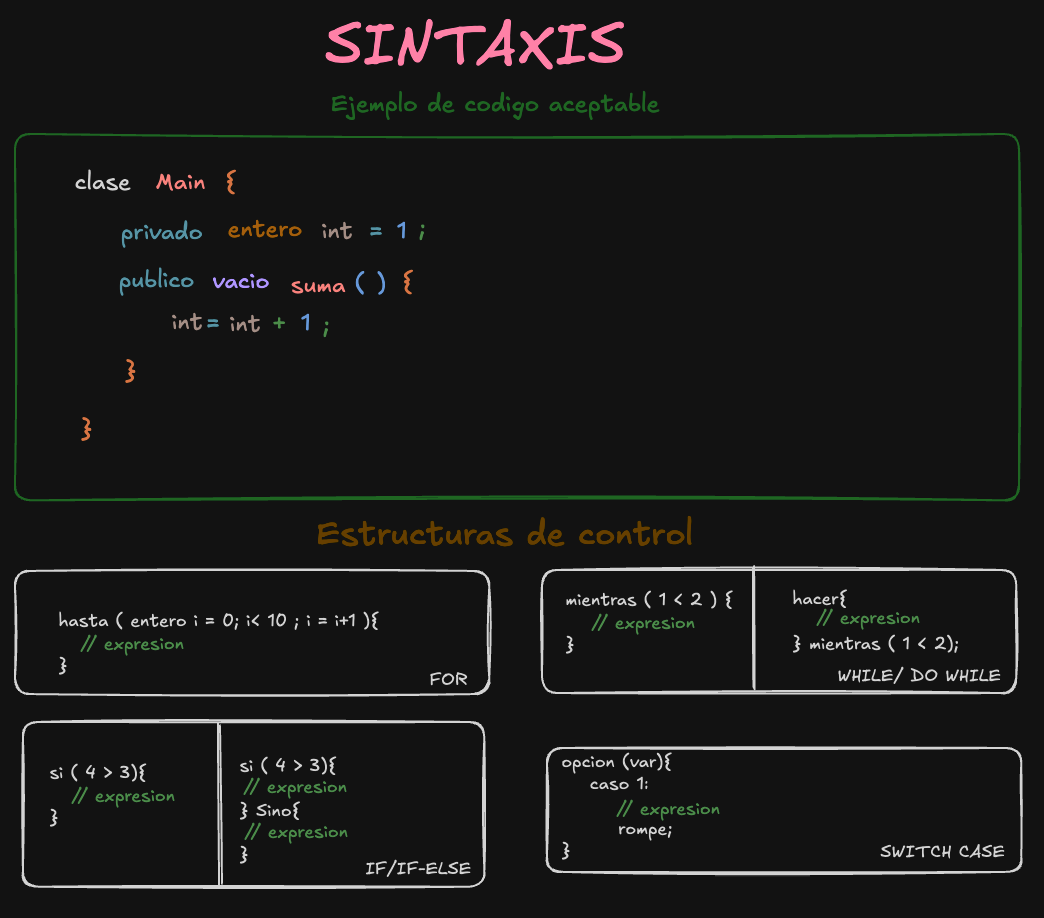 SINTAXIS
Ejemplo de codigo aceptable
clase Main {
privado entero int = 1 ;
publico vacio suma ( ) {
int = int + 1 ;
}
}
Estructuras de control
hasta ( entero i = 0; i< 10 ; i = i+1 ){
// expresion
}
FOR
mientras ( 1 < 2 ) {
// expresion
}
hacer{
// expresion
} mientras ( 1 < 2);
WHILE/ DO WHILE
si ( 4 > 3){
// expresion
}
si ( 4 > 3){
// expresion
} Sino{
// expresion
}
IF/IF-ELSE
opcion (var){
caso 1:
// expresion
rompe;
}
SWITCH CASE